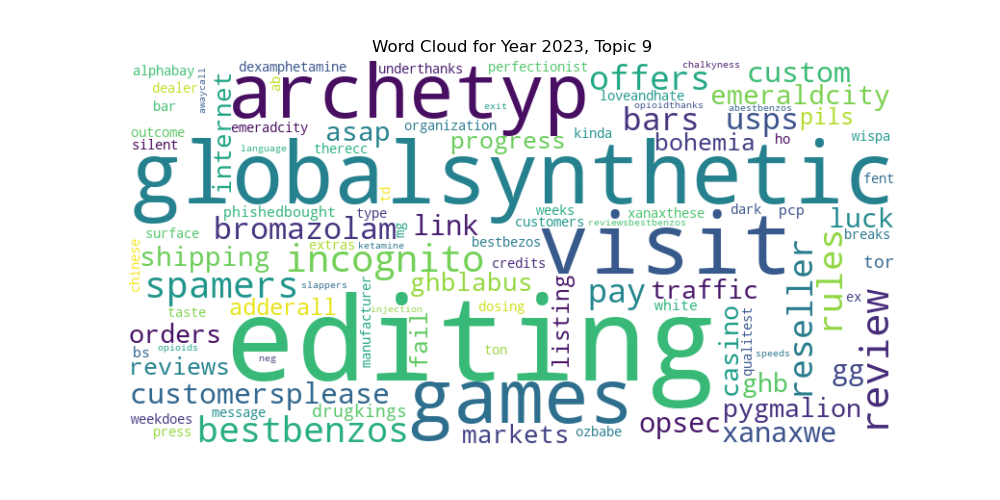 Word Cloud for Year 2023, Topic 9
alphabay dexamphetamine underthanks perfectionist chalkyness
dealer awaycall internet ab archetyp offers custom
bar loveandhate emeraldcity
exit opioidthanks abestbenzos
outcome emeradcity asap organization kinda bars usps pils
silent language therecc progress bohemia ho wispa
globalsynthetic fent
td
phishedbought type mg weeks xanaxthese dark pcp luck
surface bromazolam link customers reviewsbestbenzos breaks
chinese extras ketamine bestbezos visit
shipping incognito credits tor
spamers slappers ghblabus pay traffic reseller rules ex
taste adderall editing injection dosing listing white
orders manufacturer fail casino qualitest review
bs opioids neg ton speeds
reviews ghb gg
customersplease games
weekdoes message drugkings opsec pygmalion
press bestbenzos markets ozbabe xanaxwe